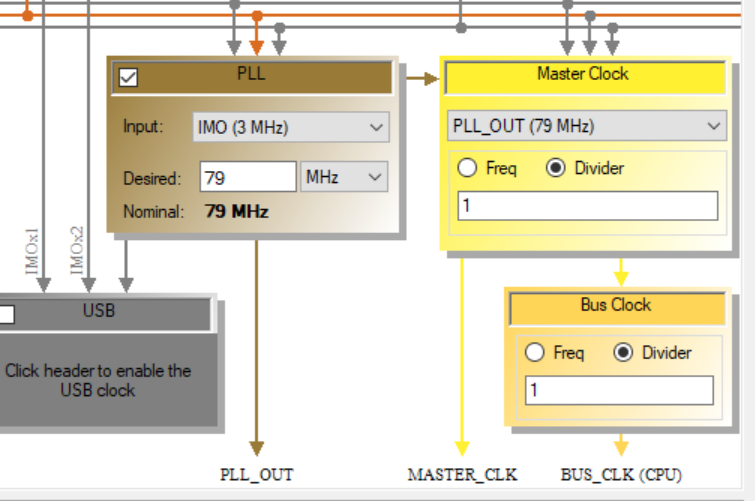 PLL
Input: IMO (3 MHz)
Desired: 79 MHz
Nominal: 79 MHz
Master Clock
PLL_OUT (79 MHz)
Freq Divider
1
IMOx1
IMOx2
USB
Click header to enable the
USB clock
Bus Clock
Freq Divider
1
PLL_OUT
MASTER_CLK
BUS_CLK (CPU)